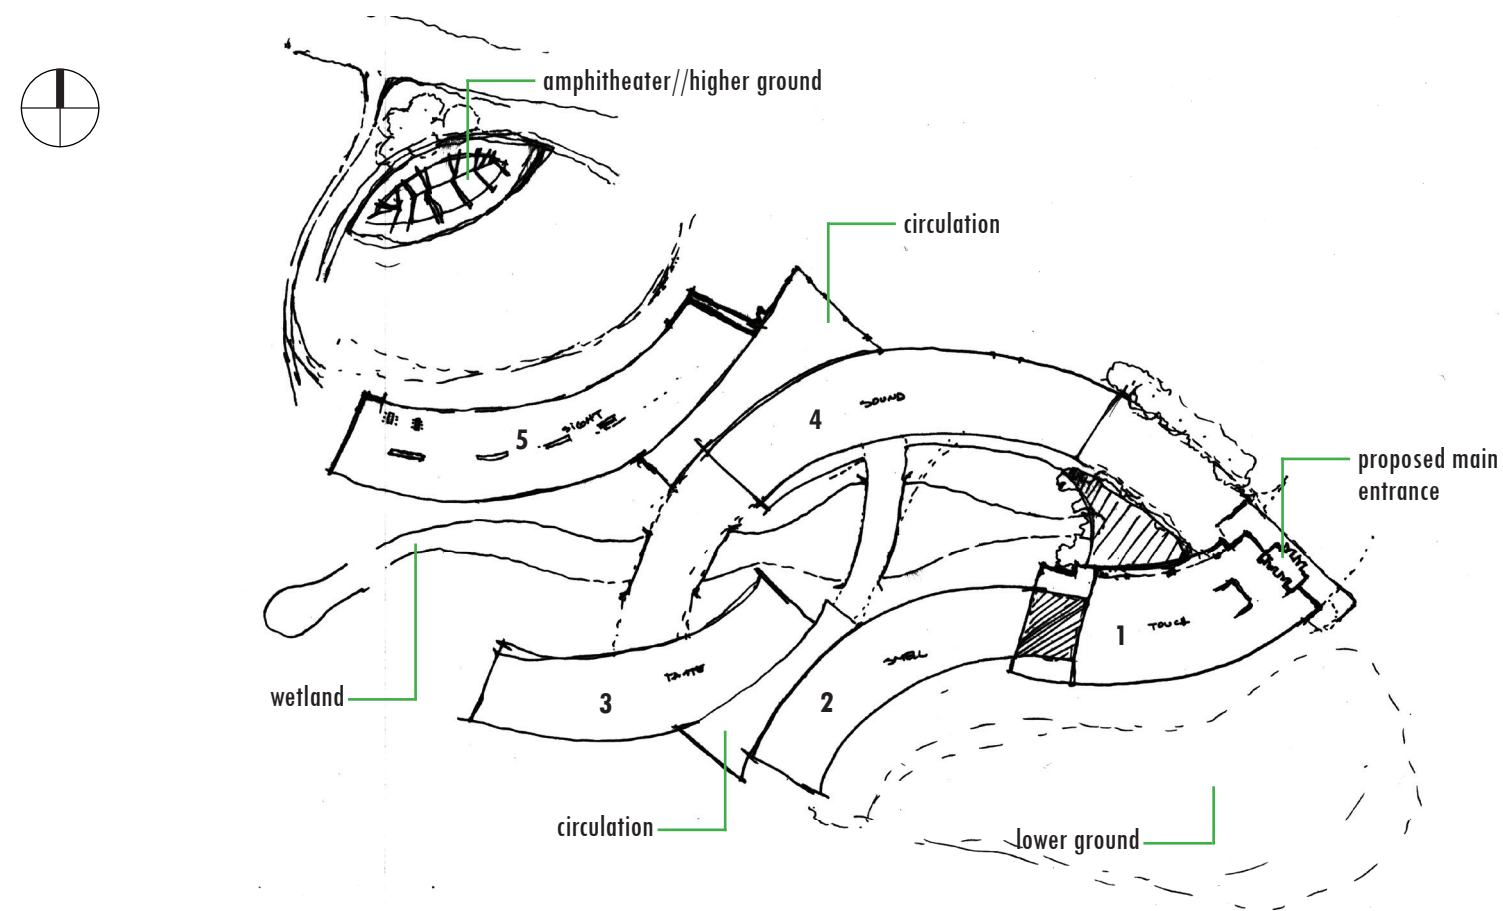 amphitheater//higher ground
circulation
4 SOUND
5 SIGHT
proposed main
entrance
1 TOUCH
2 SMELL
3 TASTE
wetland
circulation
lower ground